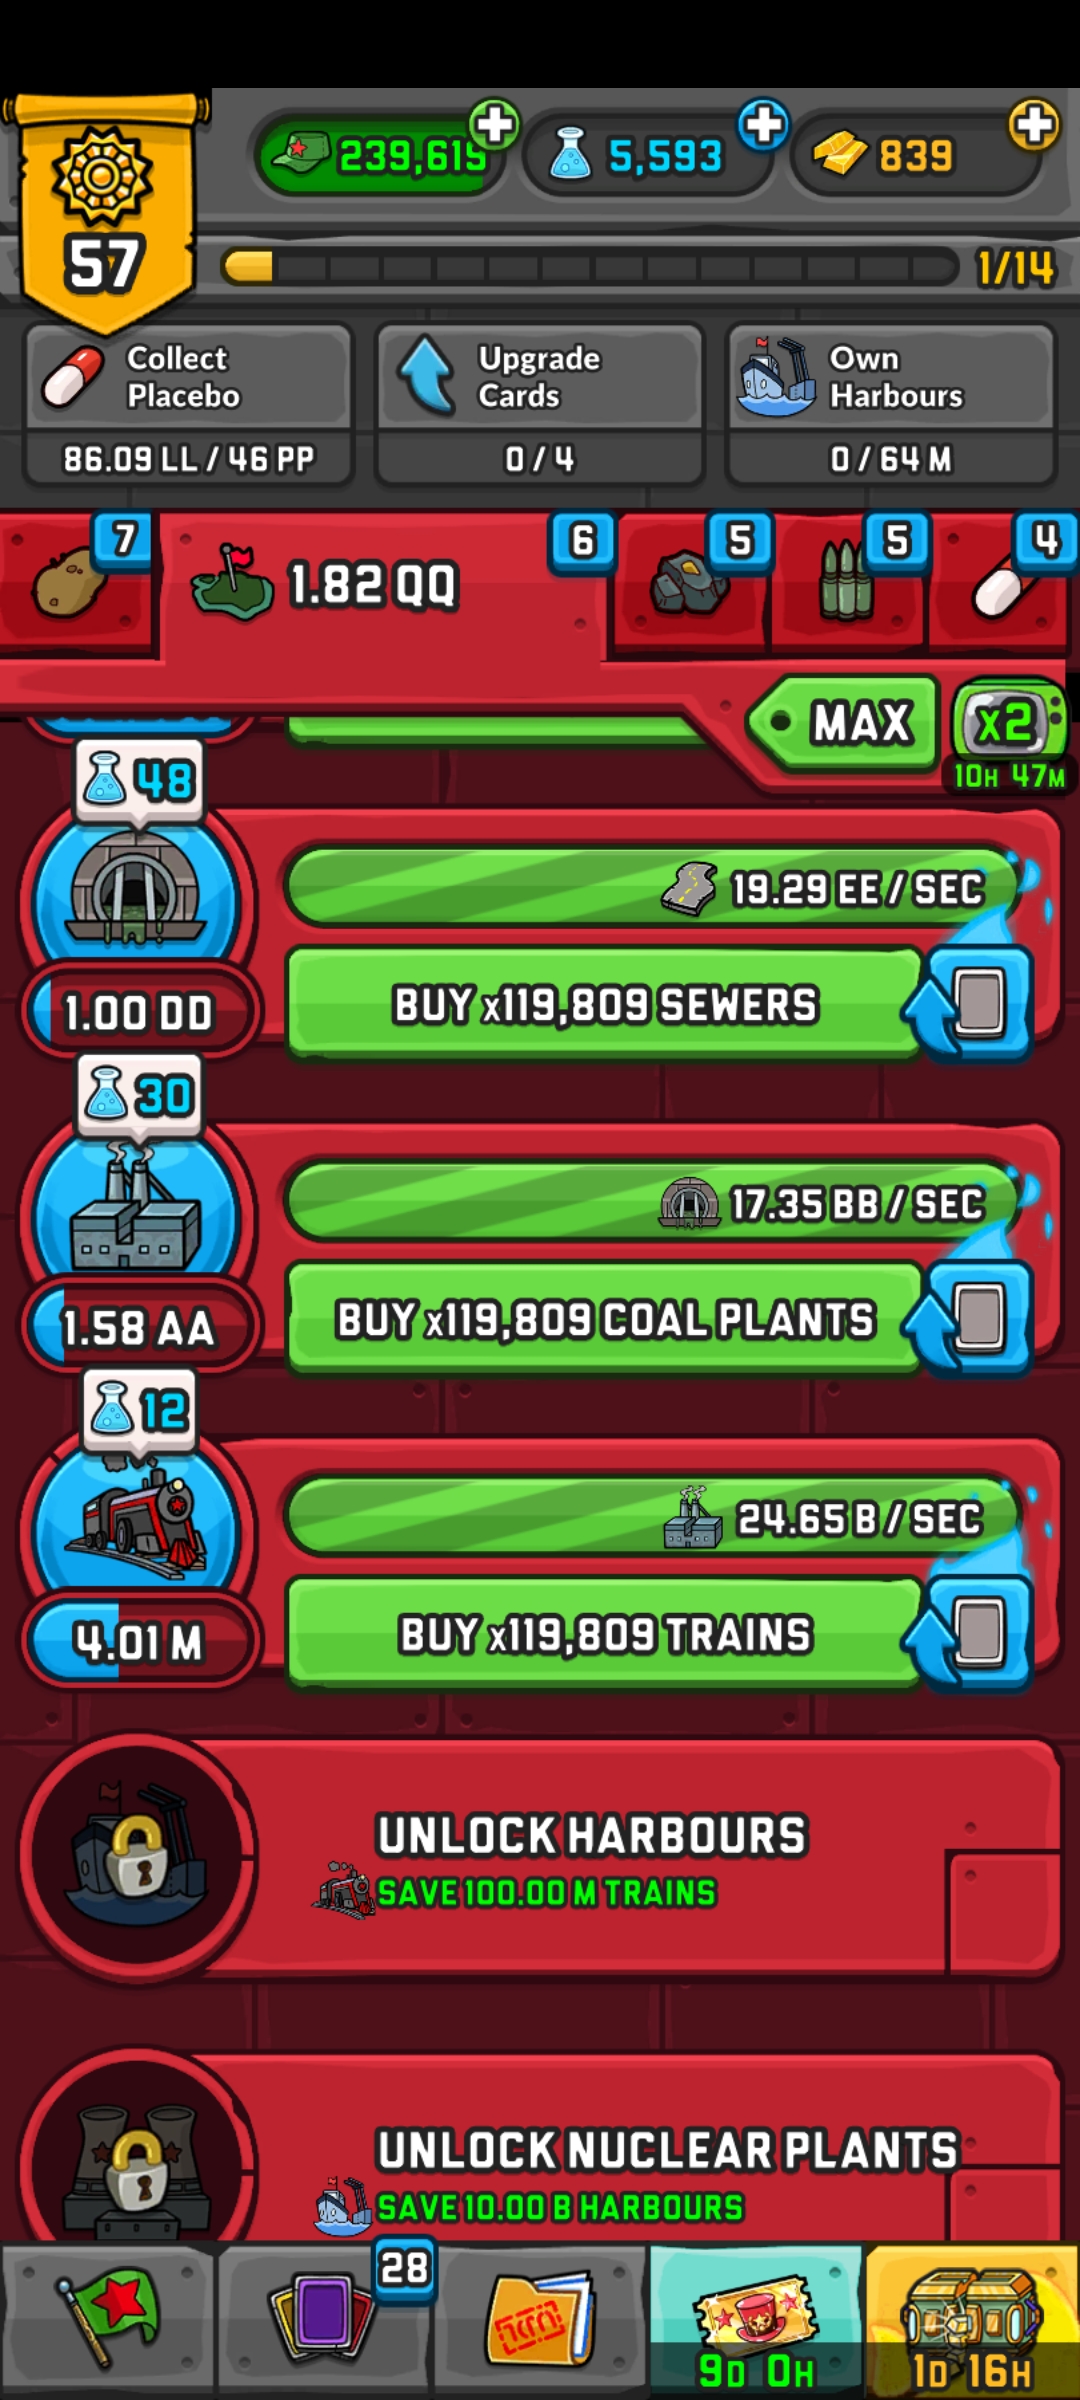 239,619
5,593
839
57
1/14
Collect
Placebo
86.09 LL / 46 PP
Upgrade
Cards
0 / 4
Own
Harbours
0 / 64 M
7
1.82 QQ
6
5
5
4
MAX
x2
10H 47M
48
19.29 EE / SEC
BUY x119,809 SEWERS
1.00 DD
30
17.35 BB / SEC
BUY x119,809 COAL PLANTS
1.58 AA
12
24.65 B / SEC
BUY x119,809 TRAINS
4.01 M
UNLOCK HARBOURS
SAVE 100.00 M TRAINS
UNLOCK NUCLEAR PLANTS
SAVE 10.00 B HARBOURS
28
9D 0H
1D 16H